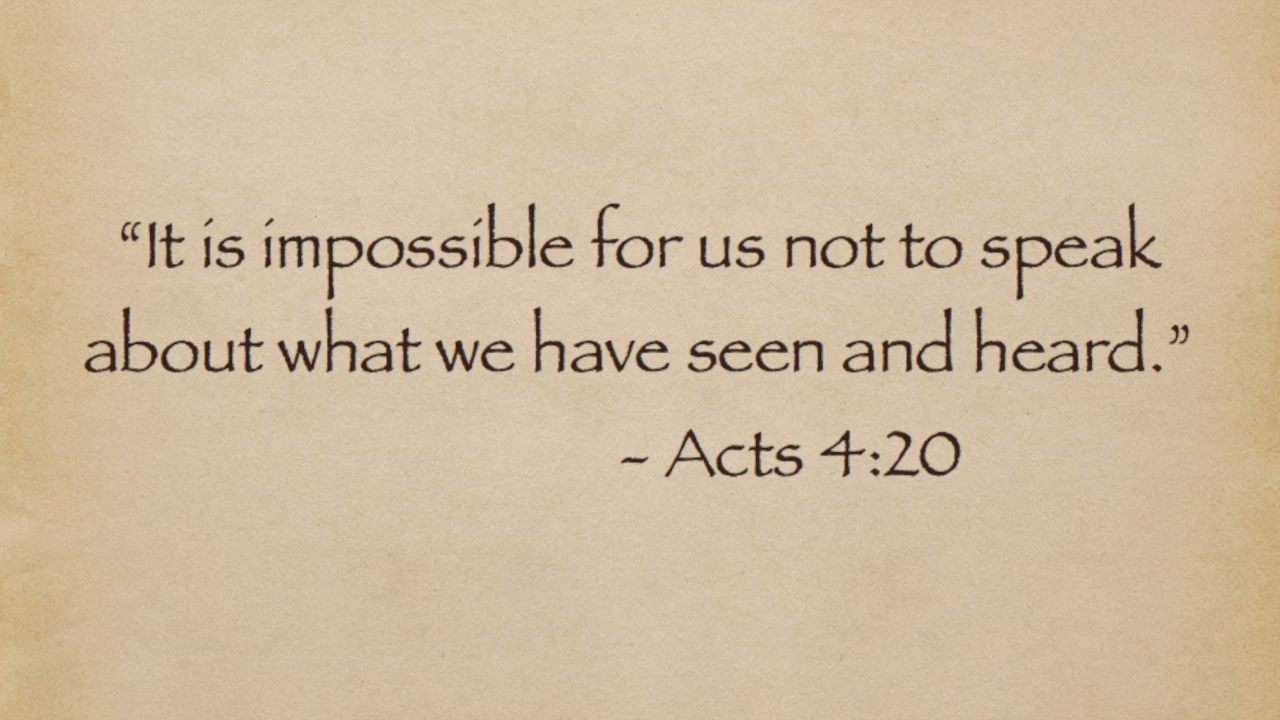 “It is impossible for us not to speak
about what we have seen and heard.”
- Acts 4:20